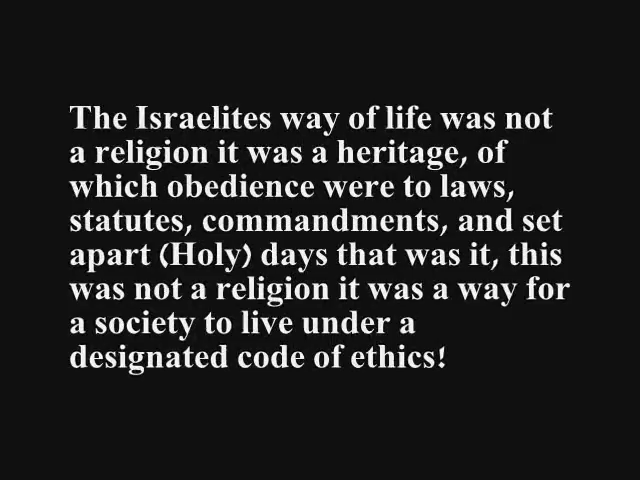 The Israelites way of life was not
a religion it was a heritage, of
which obedience were to laws,
statutes, commandments, and set
apart (Holy) days that was it, this
was not a religion it was a way for
a society to live under a
designated code of ethics!